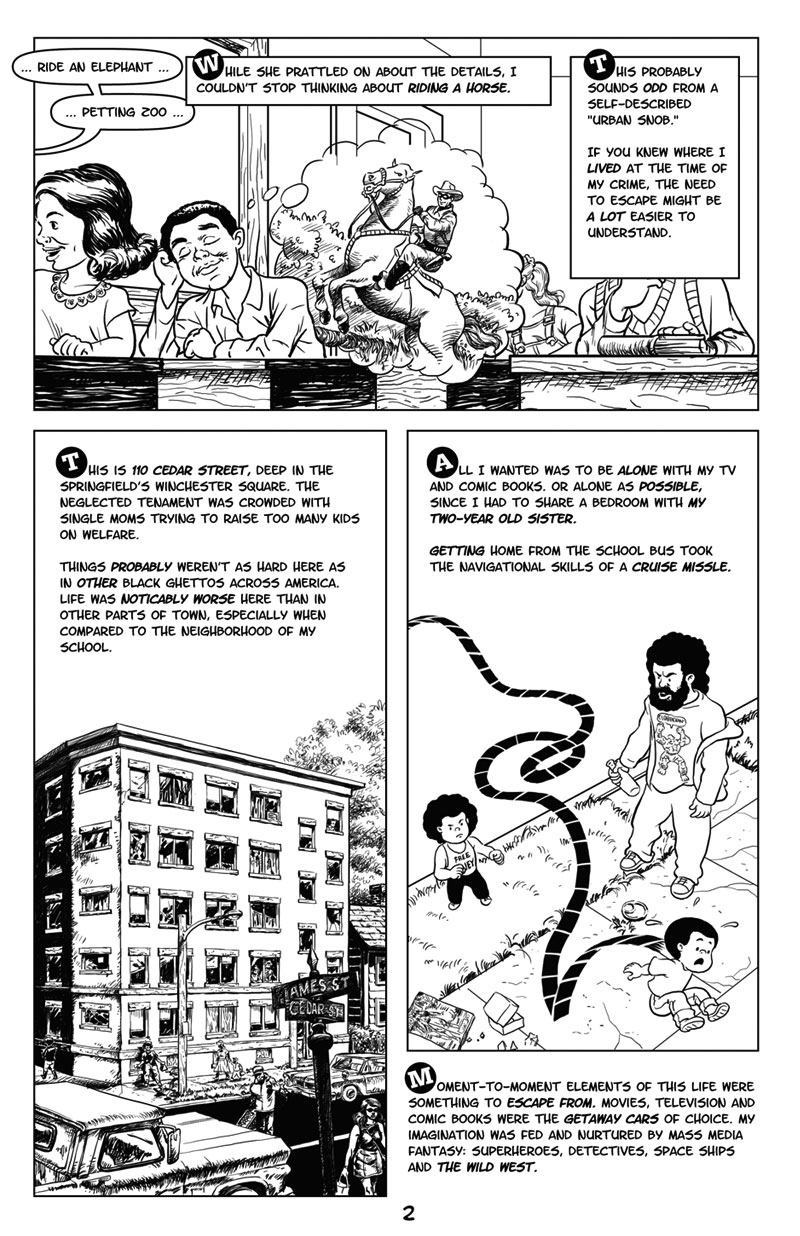 ... RIDE AN ELEPHANT ...
... PETTING ZOO ...
WHILE SHE PRATTLED ON ABOUT THE DETAILS, I
COULDN'T STOP THINKING ABOUT RIDING A HORSE.
THIS PROBABLY
SOUNDS ODD FROM A
SELF-DESCRIBED
"URBAN SNOB."
IF YOU KNEW WHERE I
LIVED AT THE TIME OF
MY CRIME, THE NEED
TO ESCAPE MIGHT BE
A LOT EASIER TO
UNDERSTAND.
THIS IS 110 CEDAR STREET, DEEP IN THE
SPRINGFIELD'S WINCHESTER SQUARE. THE
NEGLECTED TENAMENT WAS CROWDED WITH
SINGLE MOMS TRYING TO RAISE TOO MANY KIDS
ON WELFARE.
THINGS PROBABLY WEREN'T AS HARD HERE AS
IN OTHER BLACK GHETTOS ACROSS AMERICA.
LIFE WAS NOTICABLY WORSE HERE THAN IN
OTHER PARTS OF TOWN, ESPECIALLY WHEN
COMPARED TO THE NEIGHBORHOOD OF MY
SCHOOL.
JAMES ST
CEDAR ST
ALL I WANTED WAS TO BE ALONE WITH MY TV
AND COMIC BOOKS. OR ALONE AS POSSIBLE,
SINCE I HAD TO SHARE A BEDROOM WITH MY
TWO-YEAR OLD SISTER.
GETTING HOME FROM THE SCHOOL BUS TOOK
THE NAVIGATIONAL SKILLS OF A CRUISE MISSLE.
FREE
MOMENT-TO-MOMENT ELEMENTS OF THIS LIFE WERE
SOMETHING TO ESCAPE FROM. MOVIES, TELEVISION AND
COMIC BOOKS WERE THE GETAWAY CARS OF CHOICE. MY
IMAGINATION WAS FED AND NURTURED BY MASS MEDIA
FANTASY: SUPERHEROES, DETECTIVES, SPACE SHIPS
AND THE WILD WEST.
2